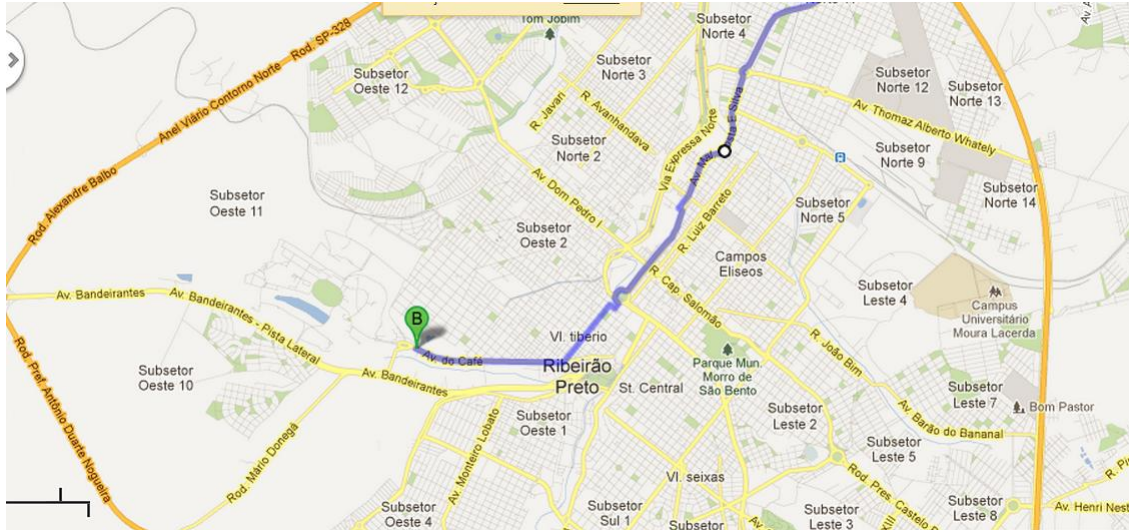 Tom Jobim
Subsetor
Norte 4
Rod. SP-328
Anel Viário Contorno Norte
Subsetor
Oeste 12
Subsetor
Norte 3
R. Javari
R. Avanhandava
Subsetor
Norte 12
Subsetor
Norte 13
Av. Thomaz Alberto Whately
Via Expressa Norte
Subsetor
Norte 2
Subsetor
Norte 9
Av. Dom Pedro I
Rod. Alexandre Balbo
Subsetor
Oeste 11
Subsetor
Norte 14
Subsetor
Norte 5
R. Luiz Barreto
Subsetor
Oeste 2
Campos
Eliseos
R. Cap. Salomão
Subsetor
Leste 4
Campus
Universitário
Moura Lacerda
Av. Bandeirantes
Av. Bandeirantes - Pista Lateral
B
Vl. tiberio
R. João Bim
Av. do Café
Ribeirão
Preto
Parque Mun.
Morro de
São Bento
Rod. Pref. Antônio Duarte Nogueira
Subsetor
Oeste 10
Av. Bandeirantes
St. Central
Subsetor
Leste 7
Bom Pastor
Subsetor
Oeste 1
Subsetor
Leste 2
Av. Barão do Bananal
Rod. Mário Donegá
Av. Monteiro Lobato
Subsetor
Leste 5
Vl. seixas
Rod. Pres. Castelo
Subsetor
Oeste 4
Subsetor
Sul 1
Subsetor
Subsetor
Leste 3
Subsetor
Leste 8
Av. Henri Nest